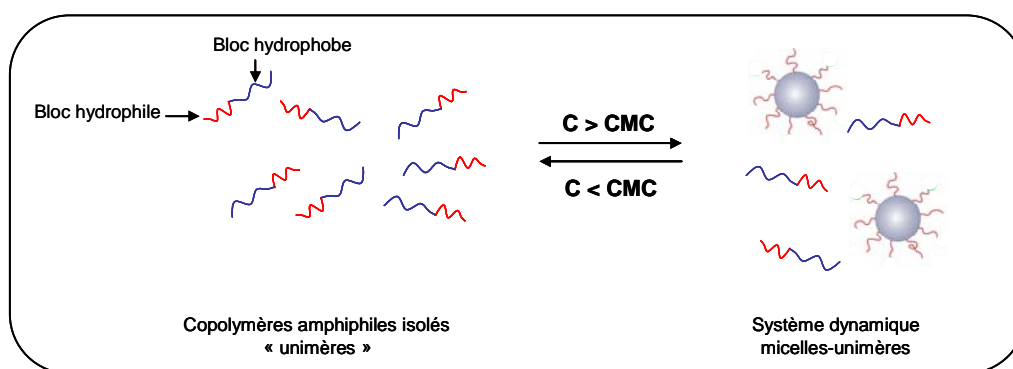 Bloc hydrophobe
Bloc hydrophile
C > CMC
C < CMC
Copolymères amphiphiles isolés
« unimères »
Système dynamique
micelles-unimères